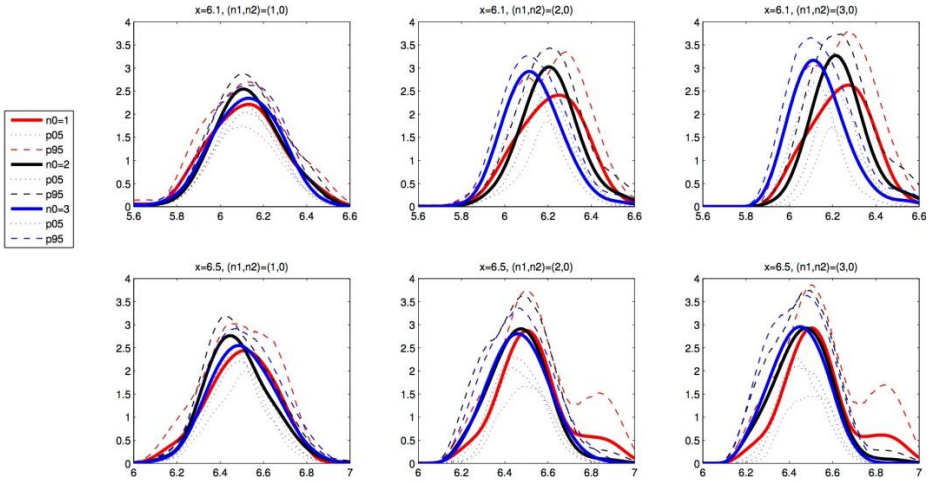 x=6.1, (n1,n2)=(1,0)
x=6.1, (n1,n2)=(2,0)
x=6.1, (n1,n2)=(3,0)
4
3.5
3
2.5
2
1.5
1
0.5
0
5.6 5.8 6 6.2 6.4 6.6
4
3.5
3
2.5
2
1.5
1
0.5
0
5.6 5.8 6 6.2 6.4 6.6
4
3.5
3
2.5
2
1.5
1
0.5
0
5.6 5.8 6 6.2 6.4 6.6
n0=1
p05
p95
n0=2
p05
p95
n0=3
p05
p95
x=6.5, (n1,n2)=(1,0)
x=6.5, (n1,n2)=(2,0)
x=6.5, (n1,n2)=(3,0)
4
3.5
3
2.5
2
1.5
1
0.5
0
6 6.2 6.4 6.6 6.8 7
4
3.5
3
2.5
2
1.5
1
0.5
0
6 6.2 6.4 6.6 6.8 7
4
3.5
3
2.5
2
1.5
1
0.5
0
6 6.2 6.4 6.6 6.8 7